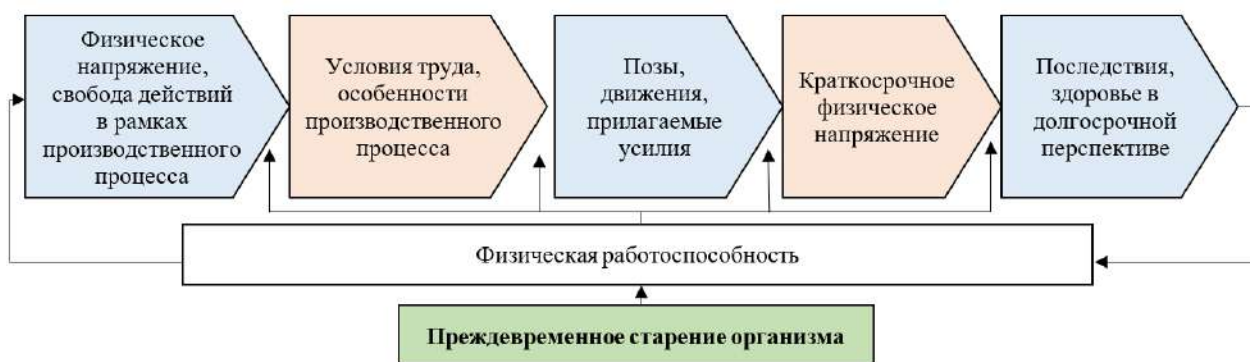 Физическое
напряжение,
свобода действий
в рамках
производственного
процесса
Условия труда,
особенности
производственного
процесса
Позы,
движения,
прилагаемые
усилия
Краткосрочное
физическое
напряжение
Последствия,
здоровье в
долгосрочной
перспективе
Физическая работоспособность
Преждевременное старение организма